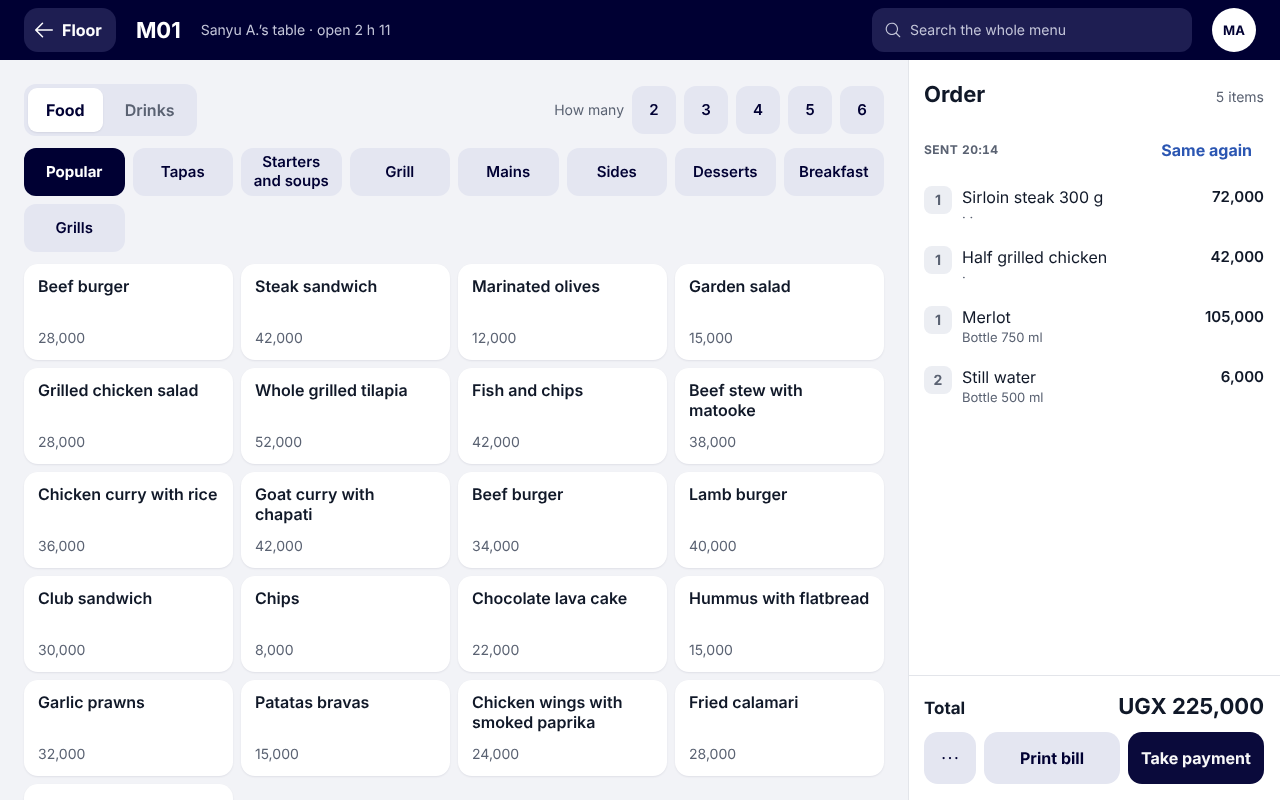 Floor
M01
Sanyu A.'s table · open 2 h 11
Search the whole menu
MA
Food
Drinks
How many
2
3
4
5
6
Popular
Tapas
Starters
and soups
Grill
Mains
Sides
Desserts
Breakfast
Grills
Beef burger
28,000
Steak sandwich
42,000
Marinated olives
12,000
Garden salad
15,000
Grilled chicken salad
28,000
Whole grilled tilapia
52,000
Fish and chips
42,000
Beef stew with
matooke
38,000
Chicken curry with rice
36,000
Goat curry with
chapati
42,000
Beef burger
34,000
Lamb burger
40,000
Club sandwich
30,000
Chips
8,000
Chocolate lava cake
22,000
Hummus with flatbread
15,000
Garlic prawns
32,000
Patatas bravas
15,000
Chicken wings with
smoked paprika
24,000
Fried calamari
28,000
Order
5 items
SENT 20:14
Same again
1 Sirloin steak 300 g 72,000
· ·
1 Half grilled chicken 42,000
·
1 Merlot 105,000
Bottle 750 ml
2 Still water 6,000
Bottle 500 ml
Total UGX 225,000
···
Print bill
Take payment